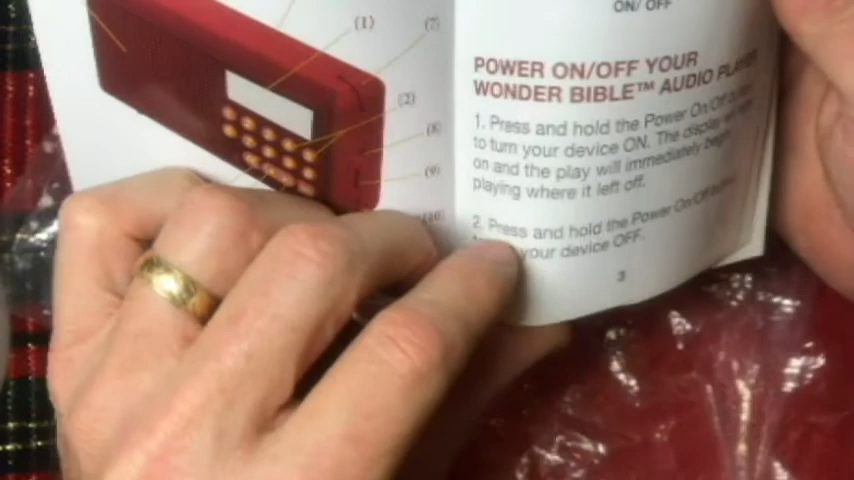 (1)
(7)
(2)
(8)
(9)
ON/ OFF
POWER ON/OFF YOUR
WONDER BIBLE™ AUDIO PLAYER
1. Press and hold the Power On/Off
to turn your device ON. The display
on and the play will immediately begin
playing where it left off.
2. Press and hold the Power On/Off
your device OFF.
3